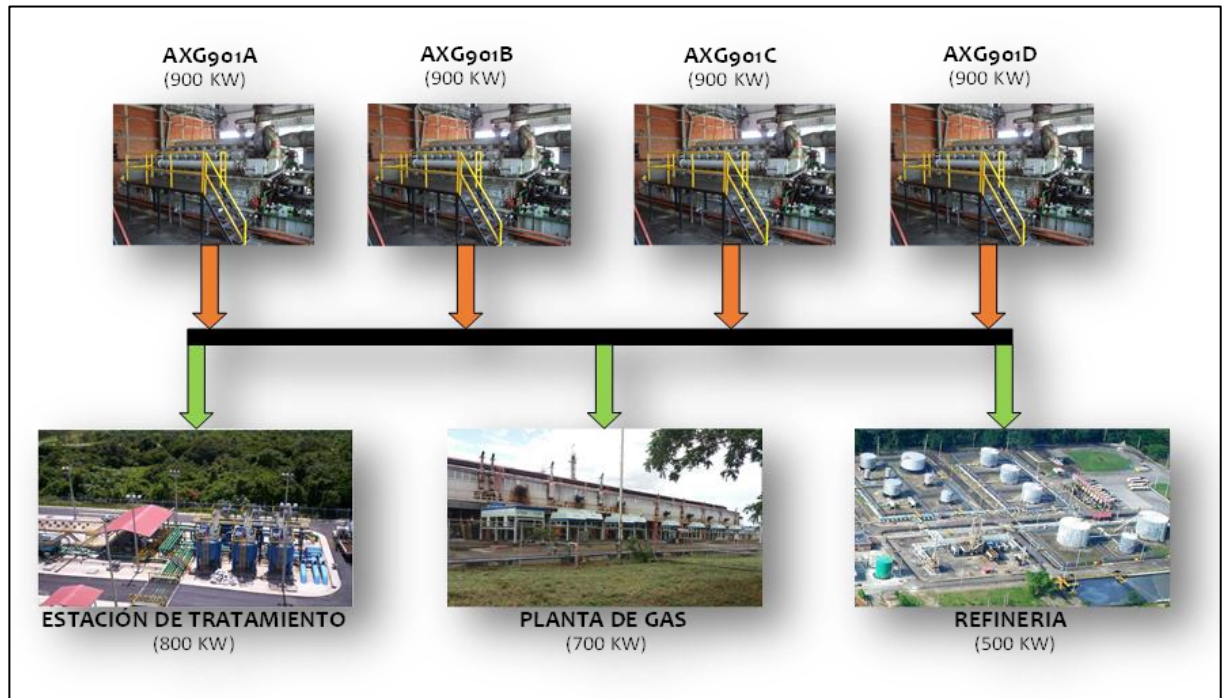 AXG901A
(900 KW)
AXG901B
(900 KW)
AXG901C
(900 KW)
AXG901D
(900 KW)
ESTACIÓN DE TRATAMIENTO
(800 KW)
PLANTA DE GAS
(700 KW)
REFINERIA
(500 KW)